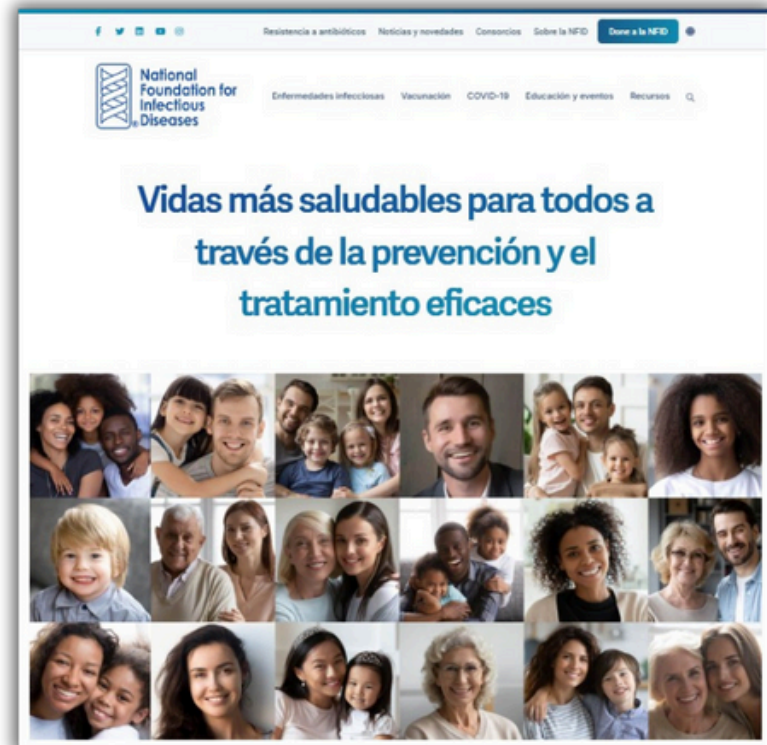 Resistencia a antibióticos Noticias y novedades Consorcios Sobre la NFID Done a la NFID
National
Foundation for
Infectious
Diseases
Enfermedades infecciosas Vacunación COVID-19 Educación y eventos Recursos
Vidas más saludables para todos a
través de la prevención y el
tratamiento eficaces